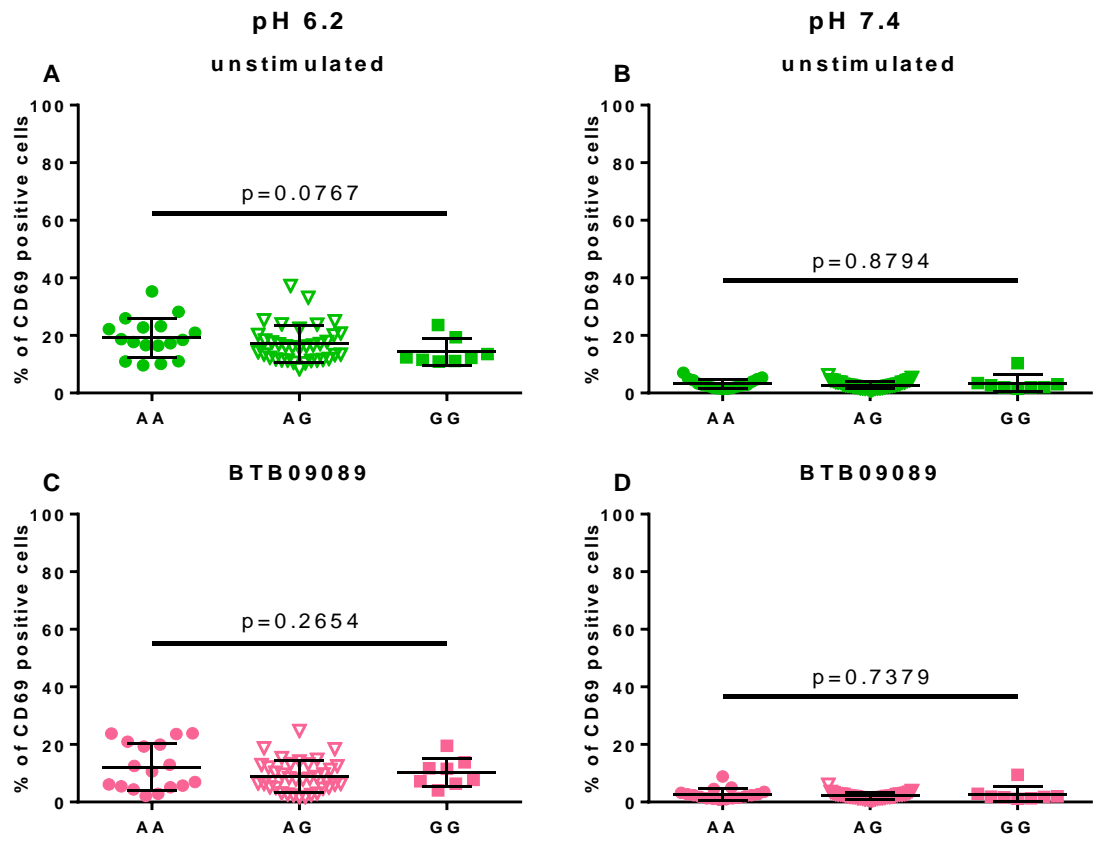 pH 6.2
pH 7.4
A
unstimulated
% of CD69 positive cells
100
80
60
40
20
0
p=0.0767
AA
AG
GG
B
unstimulated
% of CD69 positive cells
100
80
60
40
20
0
p=0.8794
AA
AG
GG
C
BTB09089
% of CD69 positive cells
100
80
60
40
20
0
p=0.2654
AA
AG
GG
D
BTB09089
% of CD69 positive cells
100
80
60
40
20
0
p=0.7379
AA
AG
GG